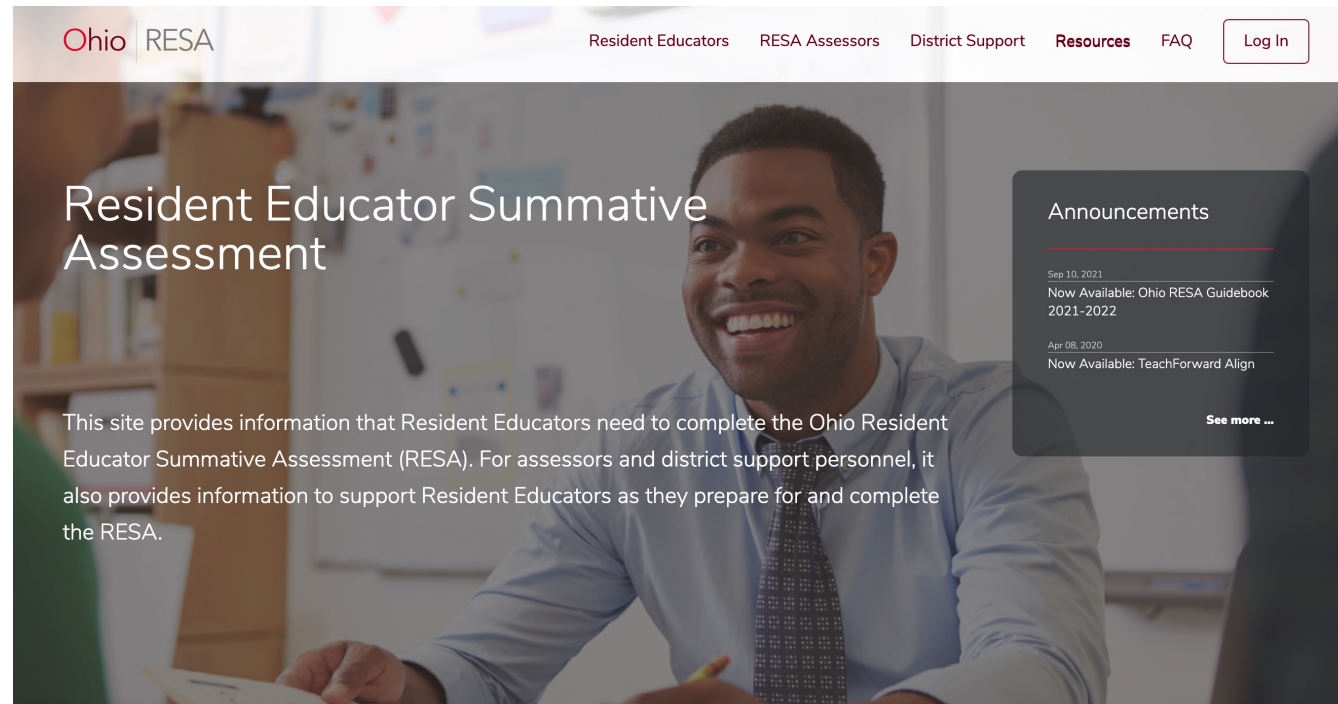 Ohio RESA
Resident Educators RESA Assessors District Support Resources FAQ Log In
Resident Educator Summative
Assessment
This site provides information that Resident Educators need to complete the Ohio Resident
Educator Summative Assessment (RESA). For assessors and district support personnel, it
also provides information to support Resident Educators as they prepare for and complete
the RESA.
Announcements
Sep 10, 2021
Now Available: Ohio RESA Guidebook
2021-2022
Apr 08, 2020
Now Available: TeachForward Align
See more ...